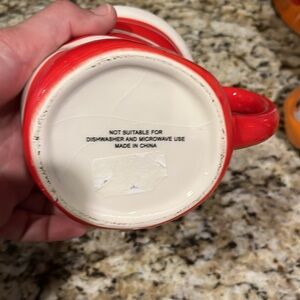 NOT SUITABLE FOR
DISHWASHER AND MICROWAVE USE
MADE IN CHINA